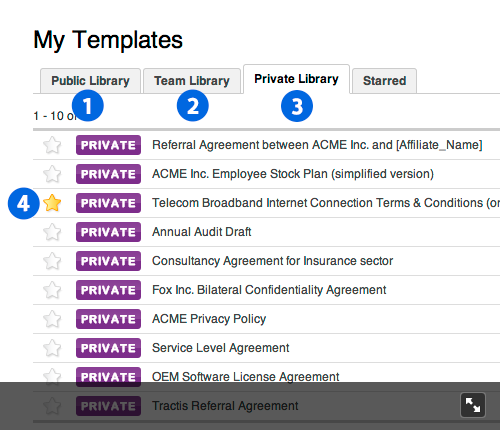 My Templates
Public Library Team Library Private Library Starred
1 2 3
1 - 10 o
PRIVATE Referral Agreement between ACME Inc. and [Affiliate_Name]
PRIVATE ACME Inc. Employee Stock Plan (simplified version)
4 PRIVATE Telecom Broadband Internet Connection Terms & Conditions (or
PRIVATE Annual Audit Draft
PRIVATE Consultancy Agreement for Insurance sector
PRIVATE Fox Inc. Bilateral Confidentiality Agreement
PRIVATE ACME Privacy Policy
PRIVATE Service Level Agreement
PRIVATE OEM Software License Agreement
PRIVATE Tractis Referral Agreement